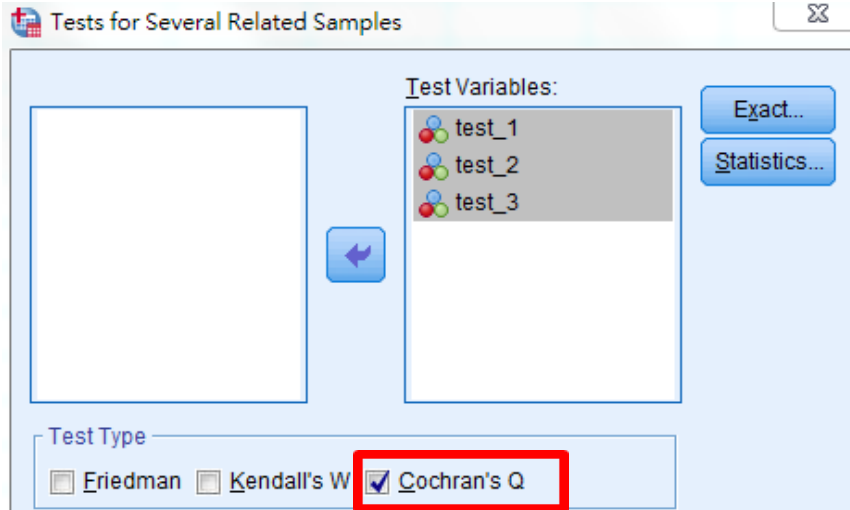 Tests for Several Related Samples
Test Variables:
test_1
test_2
test_3
Exact...
Statistics...
Test Type
Friedman Kendall's W Cochran's Q